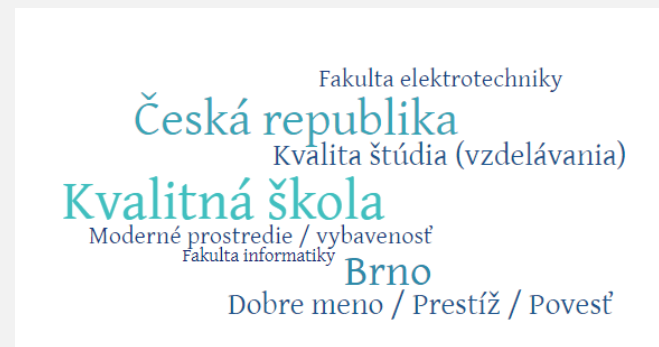 Fakulta elektrotechniky
Česká republika
Kvalita štúdia (vzdelávania)
Kvalitná škola
Moderné prostredie / vybavenosť
Fakulta informatiky
Brno
Dobre meno / Prestíž / Povesť